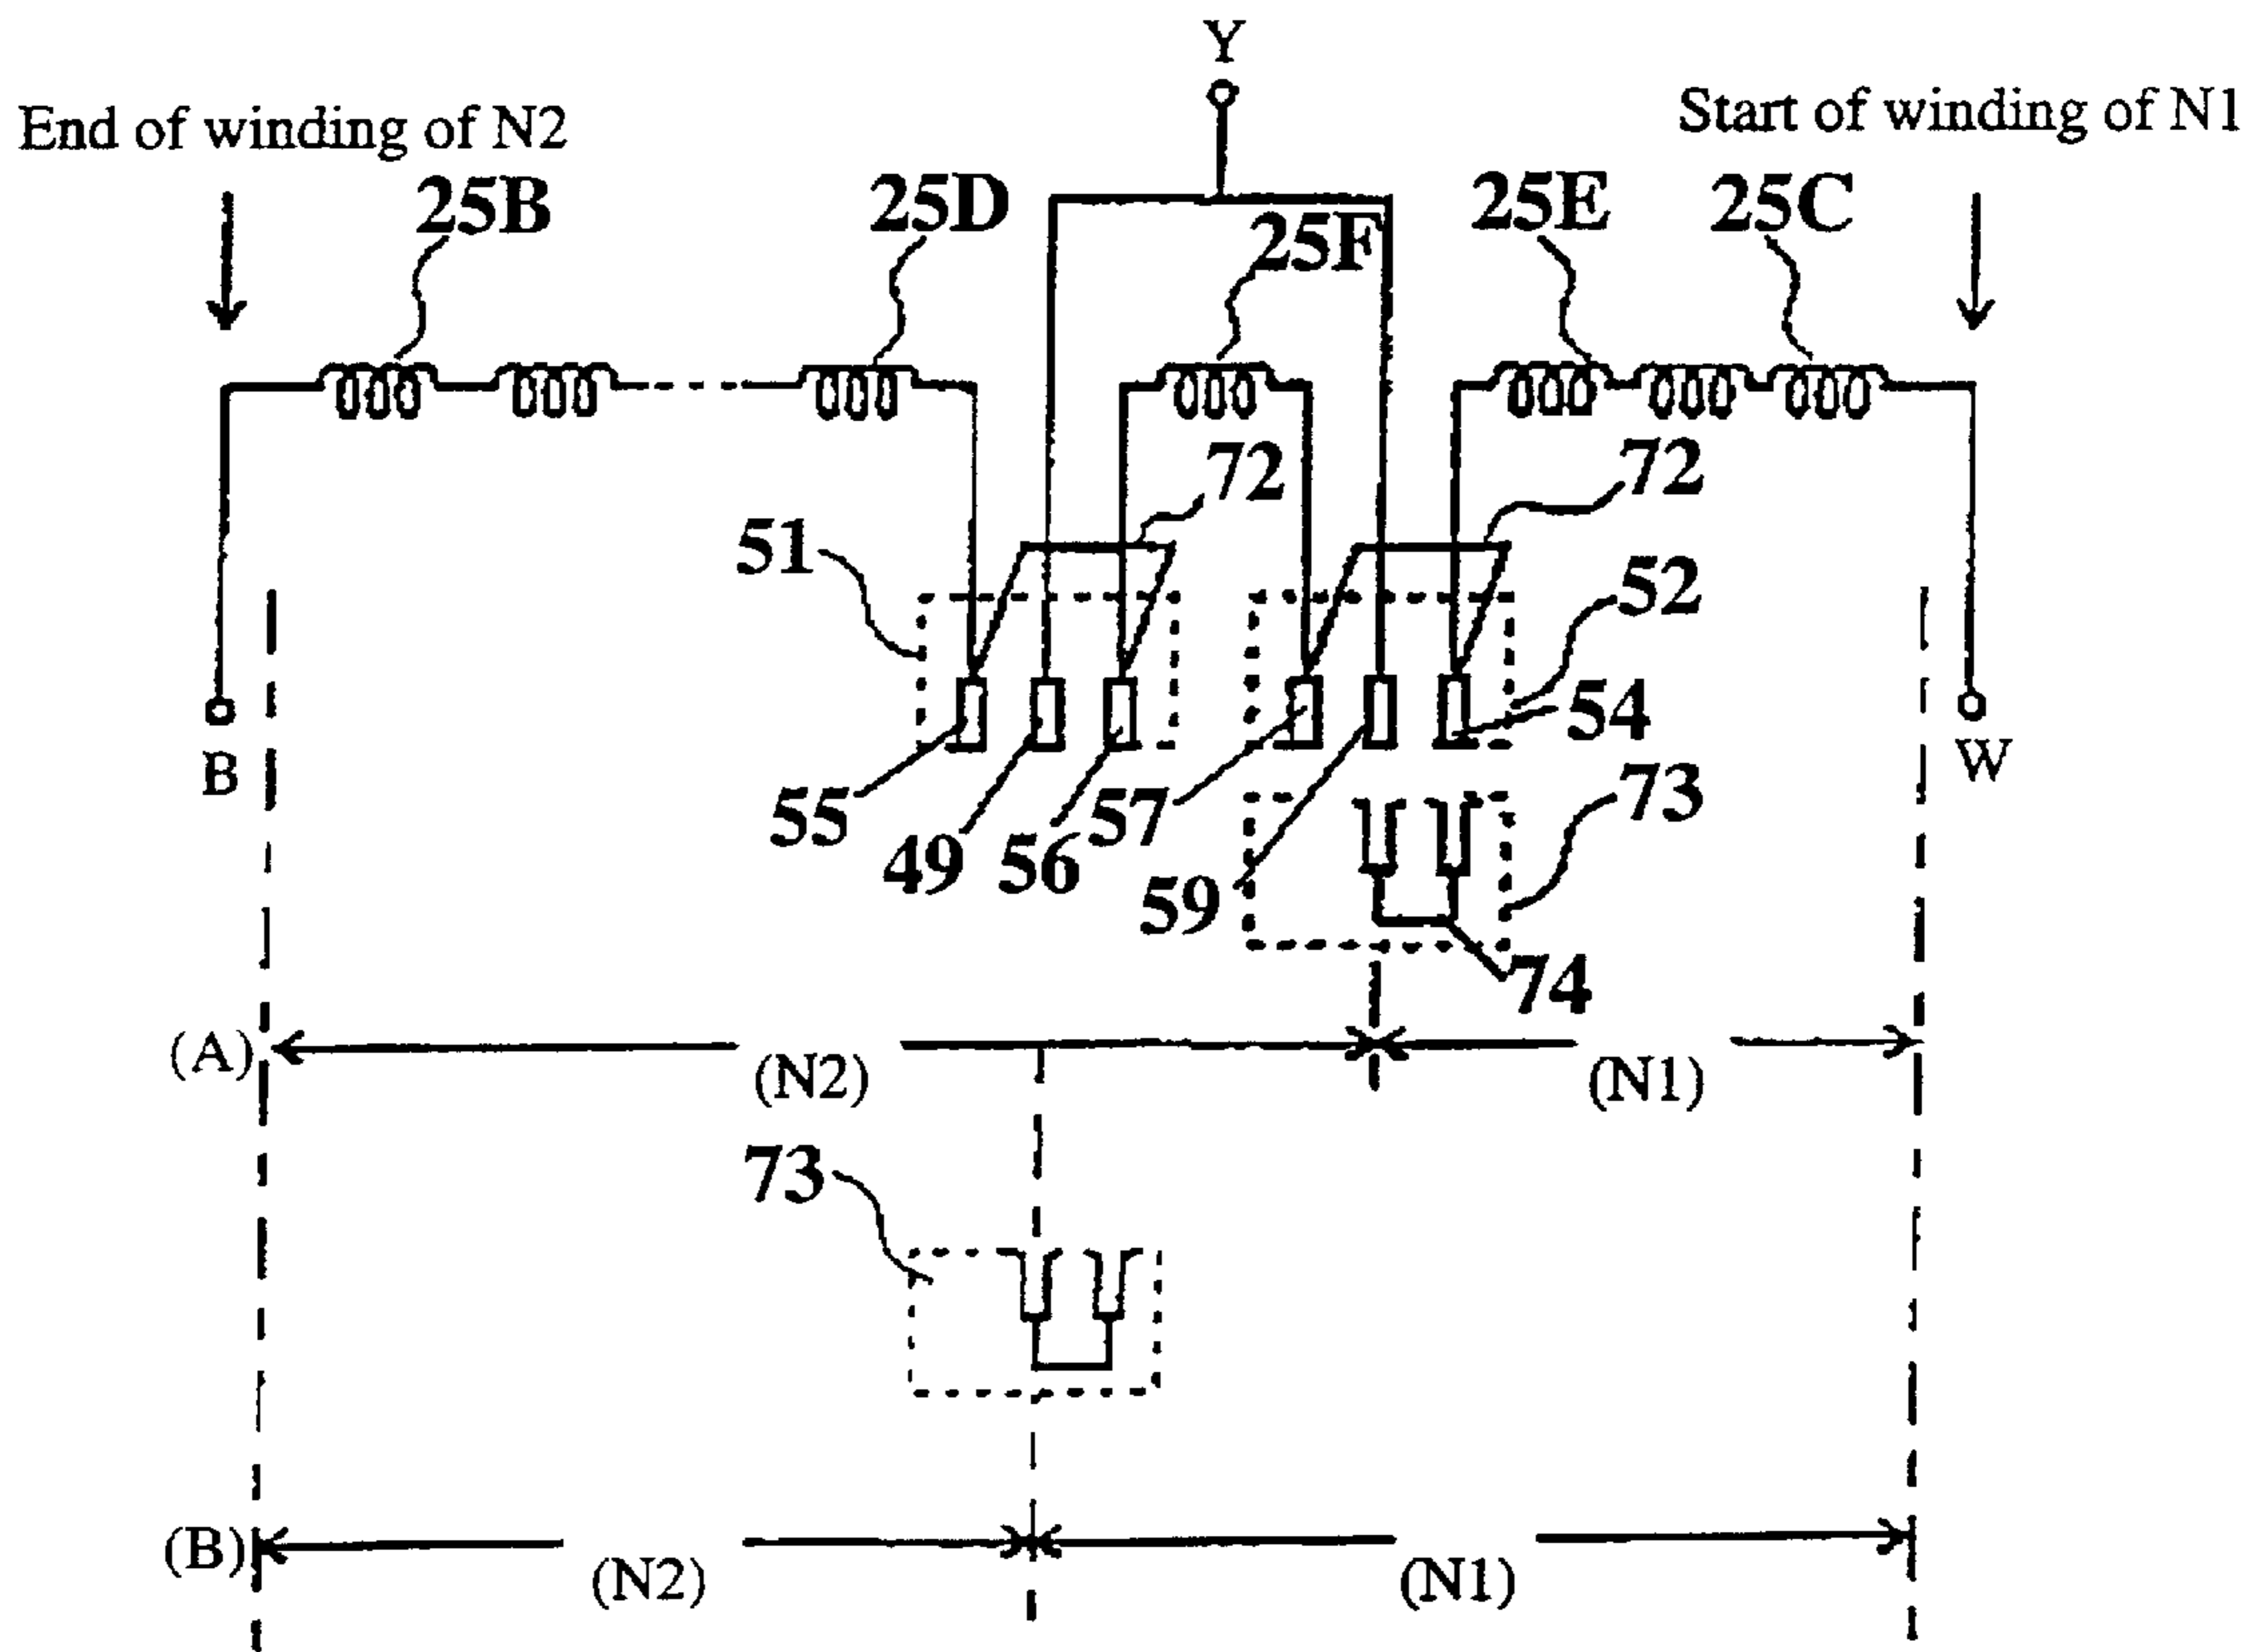 Y
End of winding of N2
Start of winding of N1
25B
25D
25F
25E
25C
72
72
51
52
54
B
W
55
49
56
57
59
73
74
(A)
(N2)
(N1)
73
(B)
(N2)
(N1)